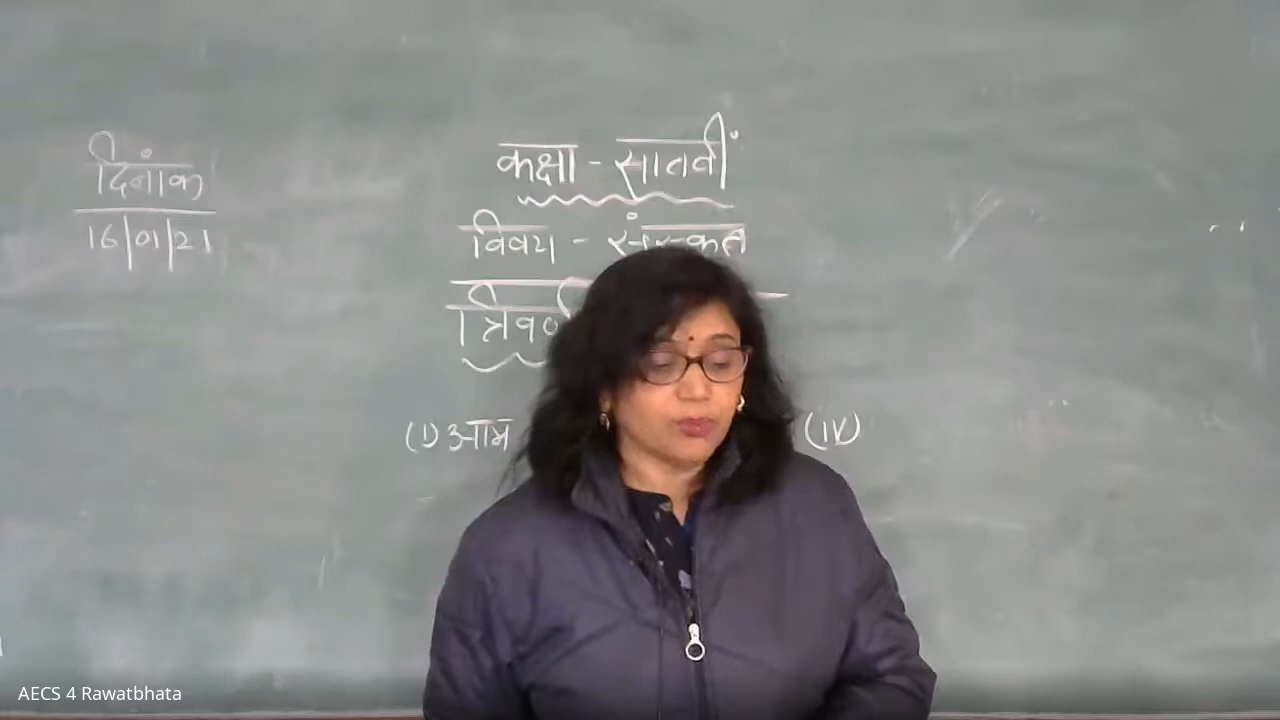 दिनांक
16/01/21
कक्षा - सातवीं
विषय - संस्कृत
(I) आम
(IV)
AECS 4 Rawatbhata